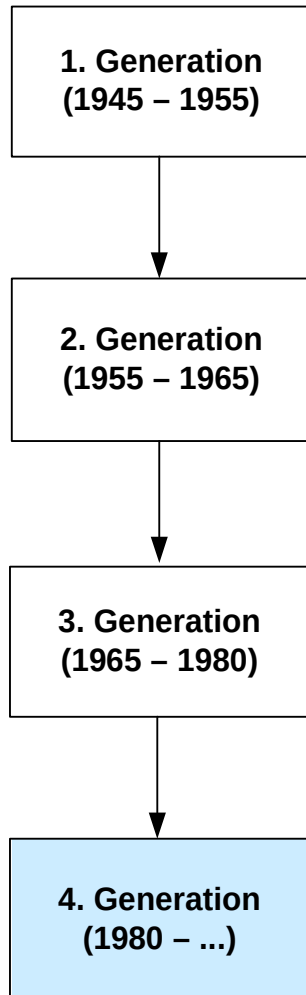 1. Generation
(1945 – 1955)
2. Generation
(1955 – 1965)
3. Generation
(1965 – 1980)
4. Generation
(1980 – ...)